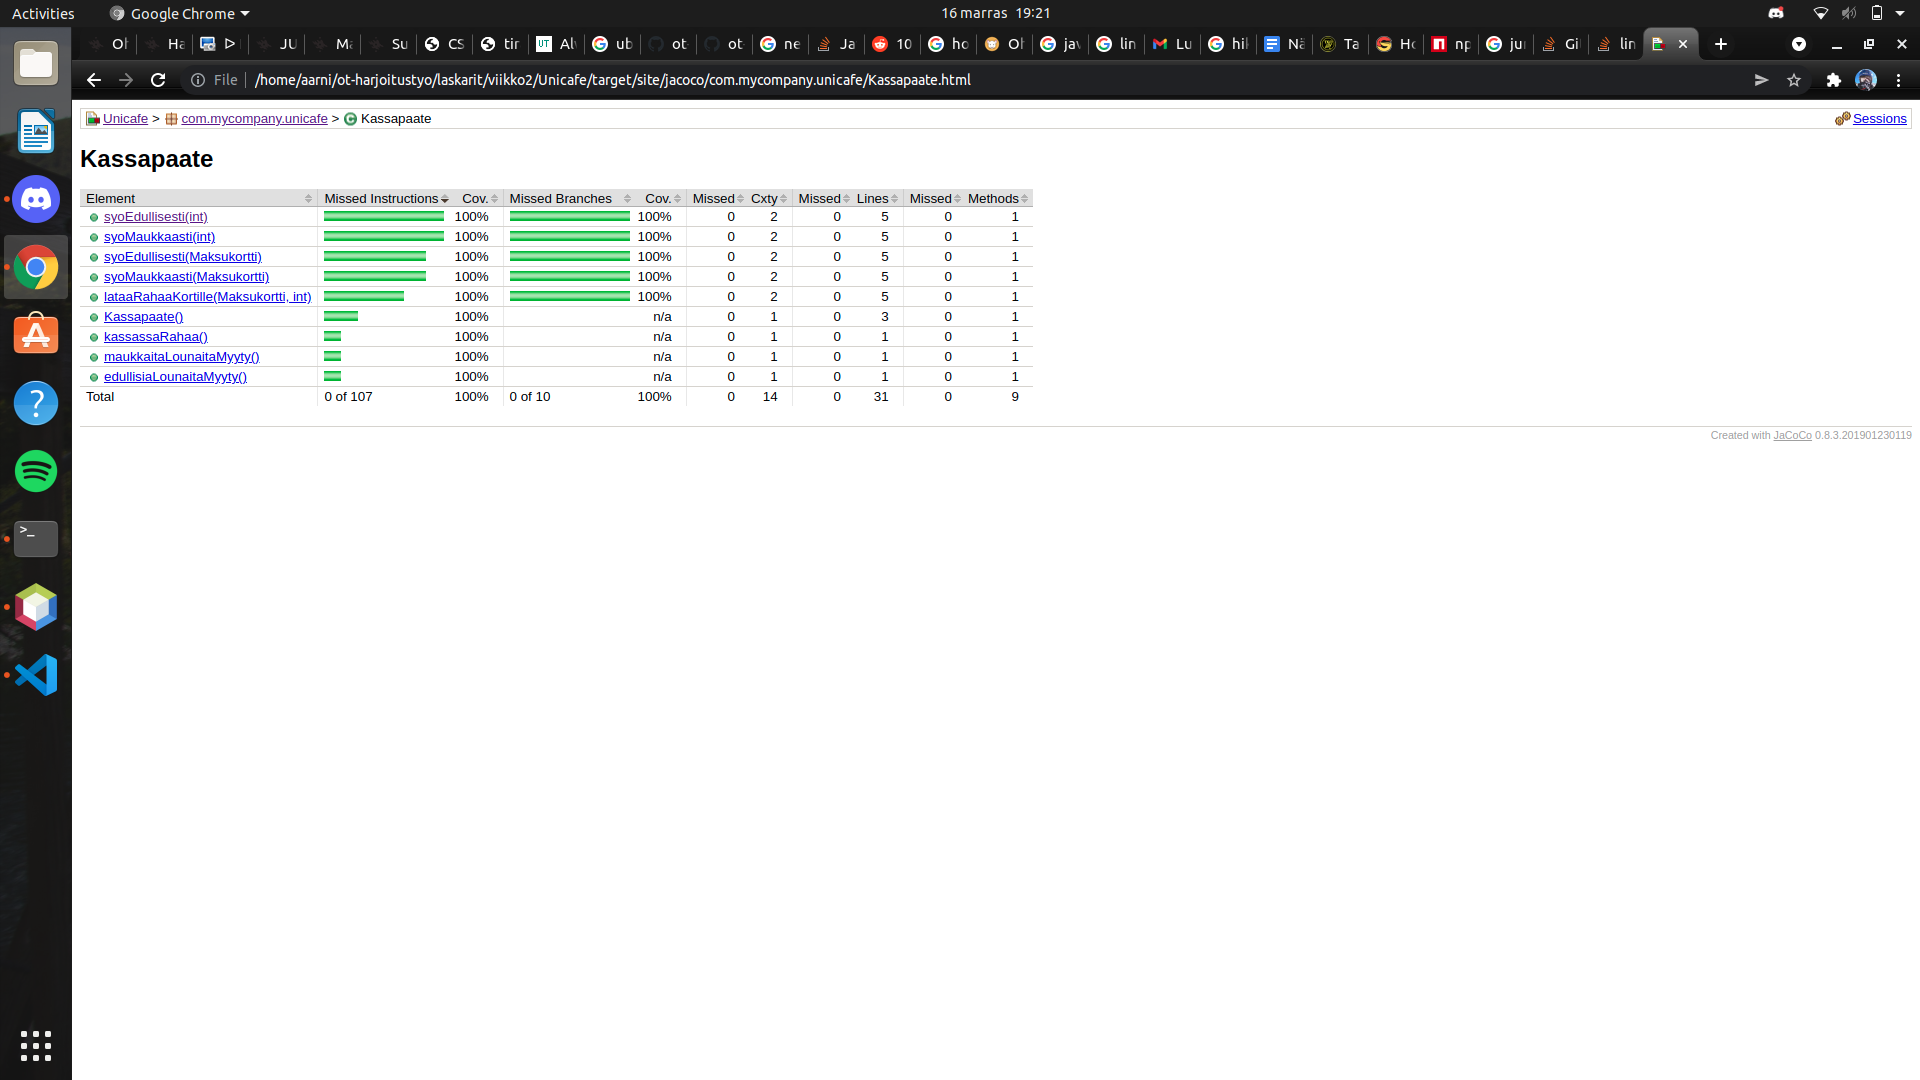 Activities Google Chrome 16 marras 19:21
Ol Ha ▷ JU Ma Su CS tir UT Al ub ot ot ne Ja 10 ho Ol jav lin Lu hil Nä Ta Ho np jui Gi lin
File /home/aarni/ot-harjoitustyo/laskarit/viikko2/Unicafe/target/site/jacoco/com.mycompany.unicafe/Kassapaate.html
Unicafe > com.mycompany.unicafe > Kassapaate Sessions
Kassapaate
Element Missed Instructions Cov. Missed Branches Cov. Missed Cxty Missed Lines Missed Methods
syoEdullisesti(int) 100% 100% 0 2 0 5 0 1
syoMaukkaasti(int) 100% 100% 0 2 0 5 0 1
syoEdullisesti(Maksukortti) 100% 100% 0 2 0 5 0 1
syoMaukkaasti(Maksukortti) 100% 100% 0 2 0 5 0 1
lataaRahaaKortille(Maksukortti, int) 100% 100% 0 2 0 5 0 1
Kassapaate() 100% n/a 0 1 0 3 0 1
kassassaRahaa() 100% n/a 0 1 0 1 0 1
maukkaitaLounaitaMyyty() 100% n/a 0 1 0 1 0 1
edullisiaLounaitaMyyty() 100% n/a 0 1 0 1 0 1
Total 0 of 107 100% 0 of 10 100% 0 14 0 31 0 9
Created with JaCoCo 0.8.3.201901230119